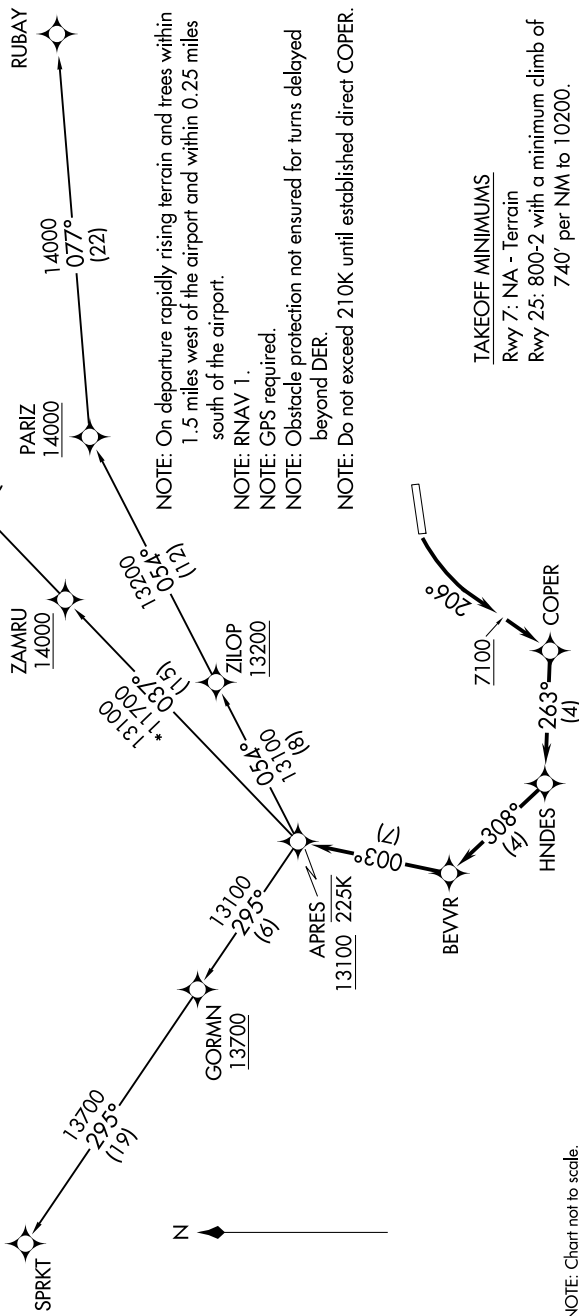 RUBAY
14000
077°
(22)
PARIZ
14000
ZAMRU
14000
13200
054°
(12)
ZILOP
13200
13100
*11700
037°
(15)
054°
13100
(8)
APRES 225K
13100
13100
295°
(6)
GORMN
13700
13700
295°
(19)
SPRKT
003°
(7)
BEVVR
308°
(4)
HNDES
263°
(4)
COPER
206°
7100
N
NOTE: On departure rapidly rising terrain and trees within
1.5 miles west of the airport and within 0.25 miles
south of the airport.
NOTE: RNAV 1.
NOTE: GPS required.
NOTE: Obstacle protection not ensured for turns delayed
beyond DER.
NOTE: Do not exceed 210K until established direct COPER.
TAKEOFF MINIMUMS
Rwy 7: NA - Terrain
Rwy 25: 800-2 with a minimum climb of
740' per NM to 10200.
NOTE: Chart not to scale.